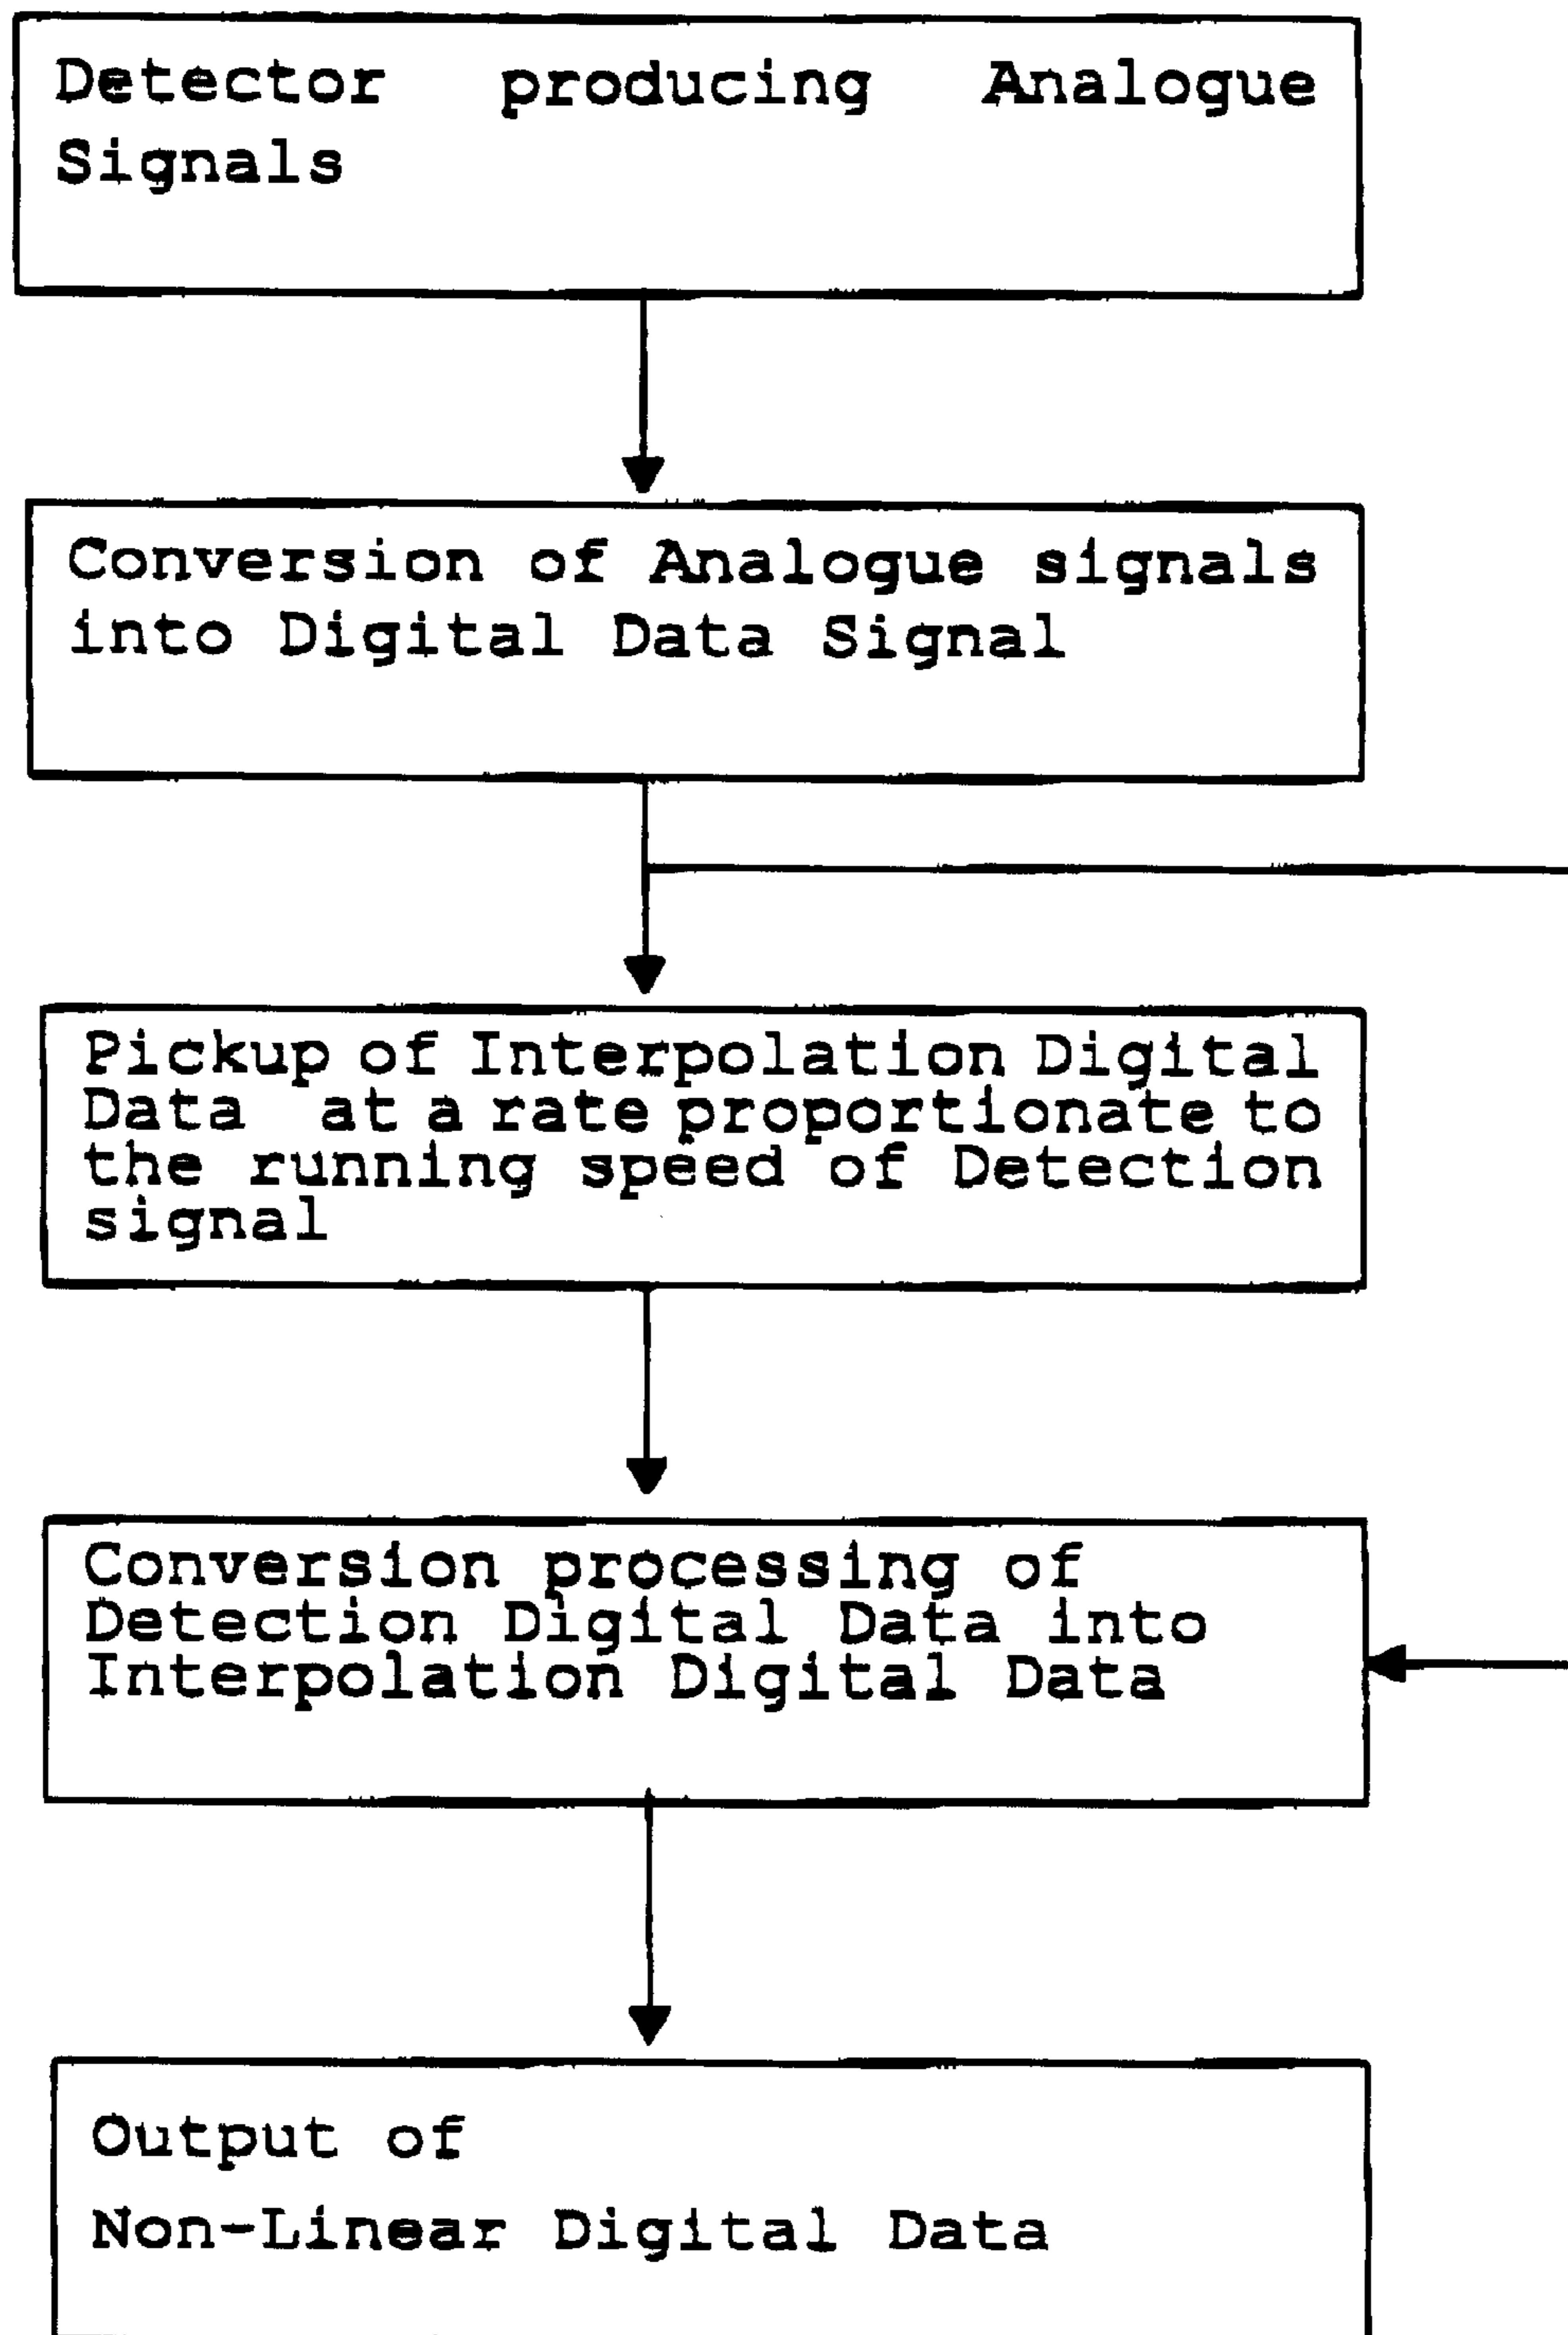 Detector producing Analogue
Signals
Conversion of Analogue signals
into Digital Data Signal
Pickup of Interpolation Digital
Data at a rate proportionate to
the running speed of Detection
signal
Conversion processing of
Detection Digital Data into
Interpolation Digital Data
Output of
Non-Linear Digital Data